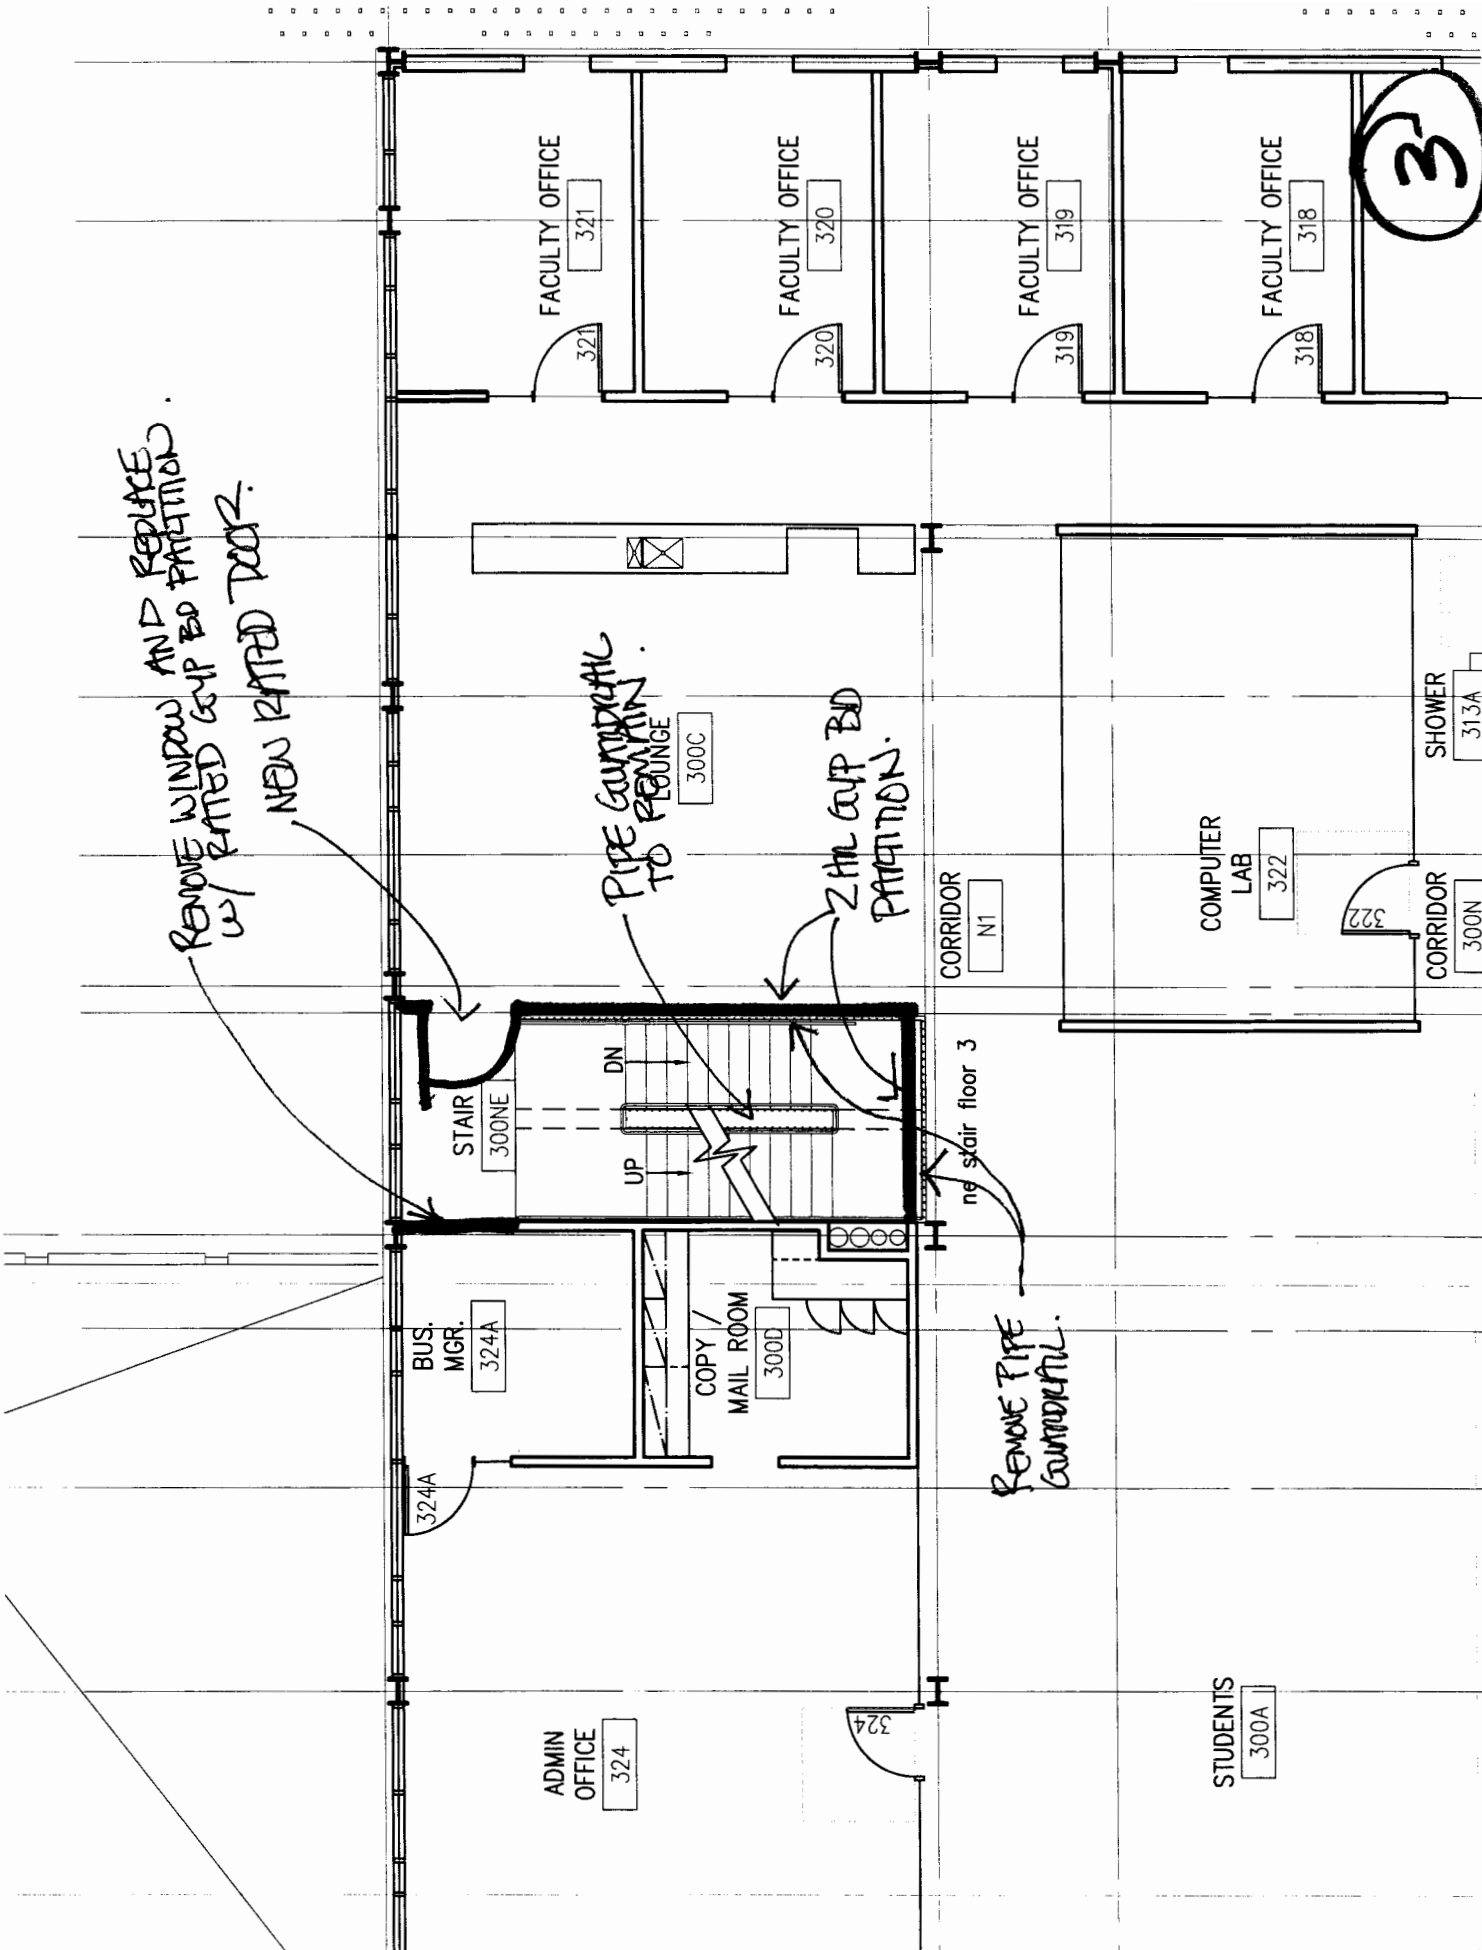 3
FACULTY OFFICE
321
321
FACULTY OFFICE
320
320
FACULTY OFFICE
319
319
FACULTY OFFICE
318
318
REMOVE WINDOW AND REPLACE
W/ RATED GYP BD PARTITION.
NEW RATED DOOR.
PIPE GUARDRAIL
TO REMAIN.
LOUNGE
300C
2 HR GYP BD
PARTITION.
CORRIDOR
N1
COMPUTER
LAB
322
322
SHOWER
313A
CORRIDOR
300N
STAIR
300NE
DN
UP
ne stair floor 3
BUS.
MGR.
324A
324A
COPY /
MAIL ROOM
300D
REMOVE PIPE
GUARDRAIL.
ADMIN
OFFICE
324
324
STUDENTS
300A